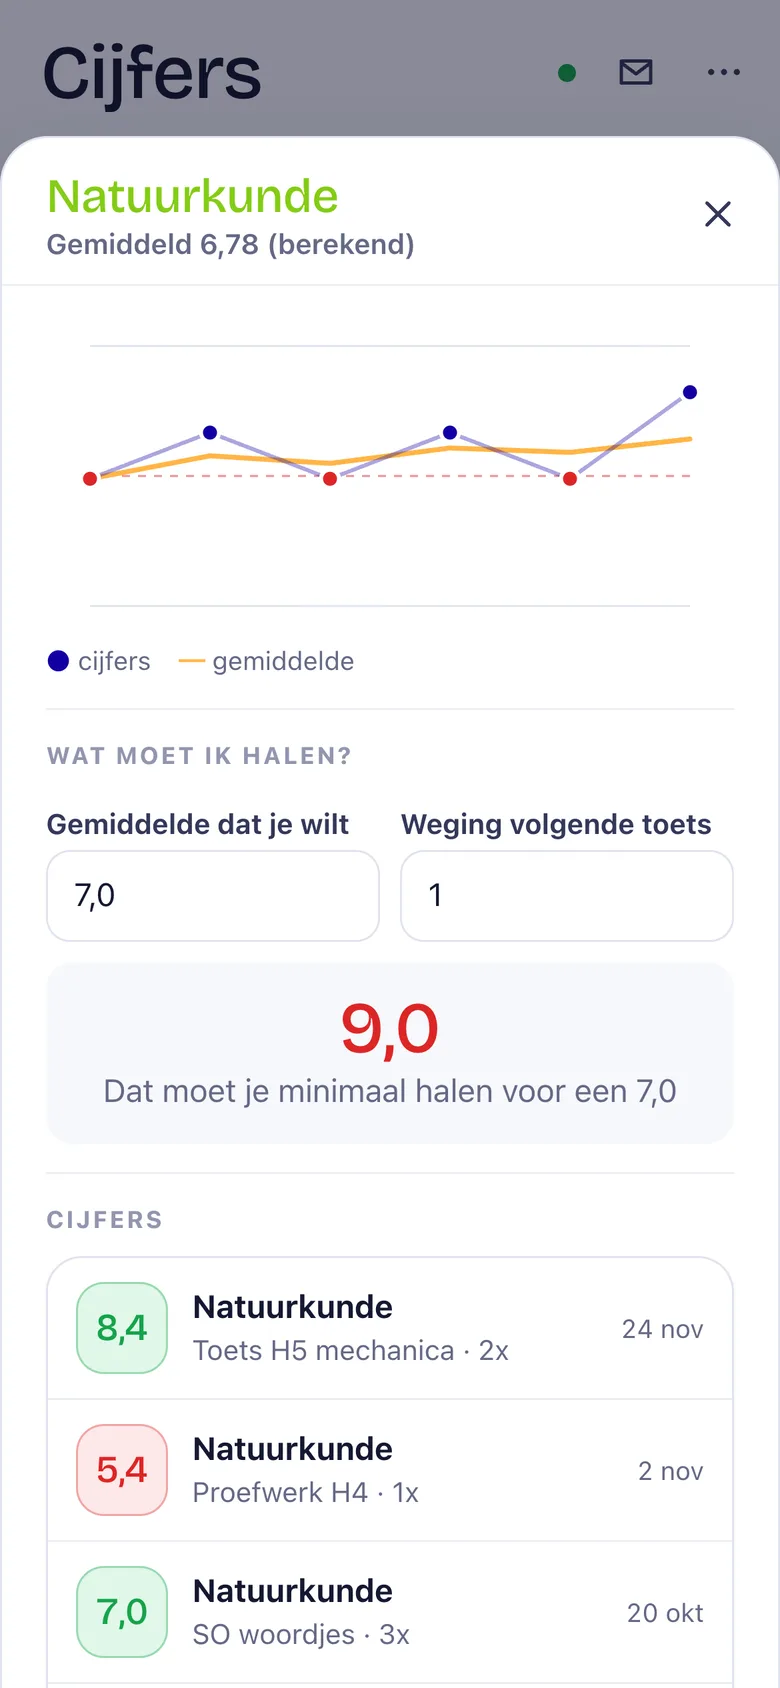 Cijfers
Natuurkunde
Gemiddeld 6,78 (berekend)
cijfers gemiddelde
WAT MOET IK HALEN?
Gemiddelde dat je wilt Weging volgende toets
7,0 1
9,0
Dat moet je minimaal halen voor een 7,0
CIJFERS
8,4 Natuurkunde
Toets H5 mechanica · 2x
24 nov
5,4 Natuurkunde
Proefwerk H4 · 1x
2 nov
7,0 Natuurkunde
SO woordjes · 3x
20 okt